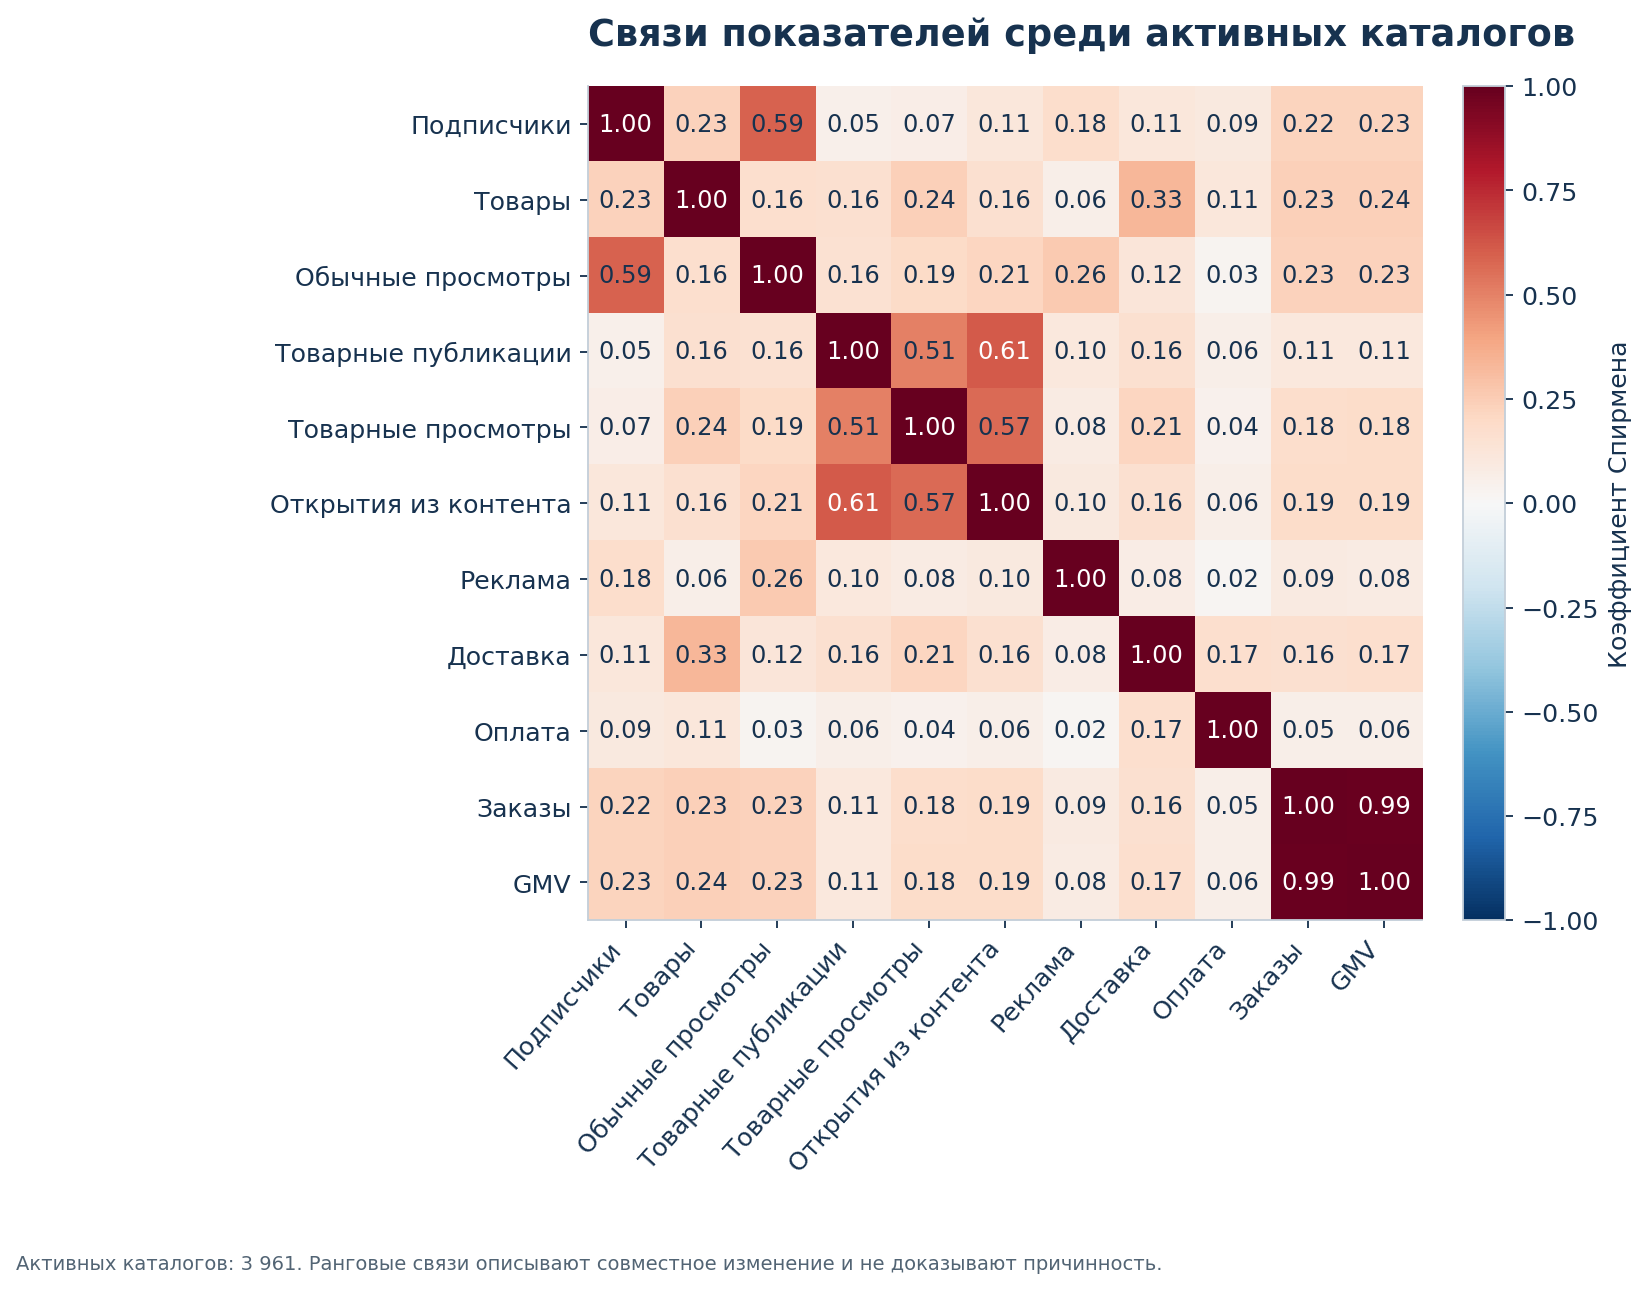 Связи показателей среди активных каталогов
Подписчики 1.00 0.23 0.59 0.05 0.07 0.11 0.18 0.11 0.09 0.22 0.23
Товары 0.23 1.00 0.16 0.16 0.24 0.16 0.06 0.33 0.11 0.23 0.24
Обычные просмотры 0.59 0.16 1.00 0.16 0.19 0.21 0.26 0.12 0.03 0.23 0.23
Товарные публикации 0.05 0.16 0.16 1.00 0.51 0.61 0.10 0.16 0.06 0.11 0.11
Товарные просмотры 0.07 0.24 0.19 0.51 1.00 0.57 0.08 0.21 0.04 0.18 0.18
Открытия из контента 0.11 0.16 0.21 0.61 0.57 1.00 0.10 0.16 0.06 0.19 0.19
Реклама 0.18 0.06 0.26 0.10 0.08 0.10 1.00 0.08 0.02 0.09 0.08
Доставка 0.11 0.33 0.12 0.16 0.21 0.16 0.08 1.00 0.17 0.16 0.17
Оплата 0.09 0.11 0.03 0.06 0.04 0.06 0.02 0.17 1.00 0.05 0.06
Заказы 0.22 0.23 0.23 0.11 0.18 0.19 0.09 0.16 0.05 1.00 0.99
GMV 0.23 0.24 0.23 0.11 0.18 0.19 0.08 0.17 0.06 0.99 1.00
Подписчики
Товары
Обычные просмотры
Товарные публикации
Товарные просмотры
Открытия из контента
Реклама
Доставка
Оплата
Заказы
GMV
1.00
0.75
0.50
0.25
0.00
−0.25
−0.50
−0.75
−1.00
Коэффициент Спирмена
Активных каталогов: 3 961. Ранговые связи описывают совместное изменение и не доказывают причинность.